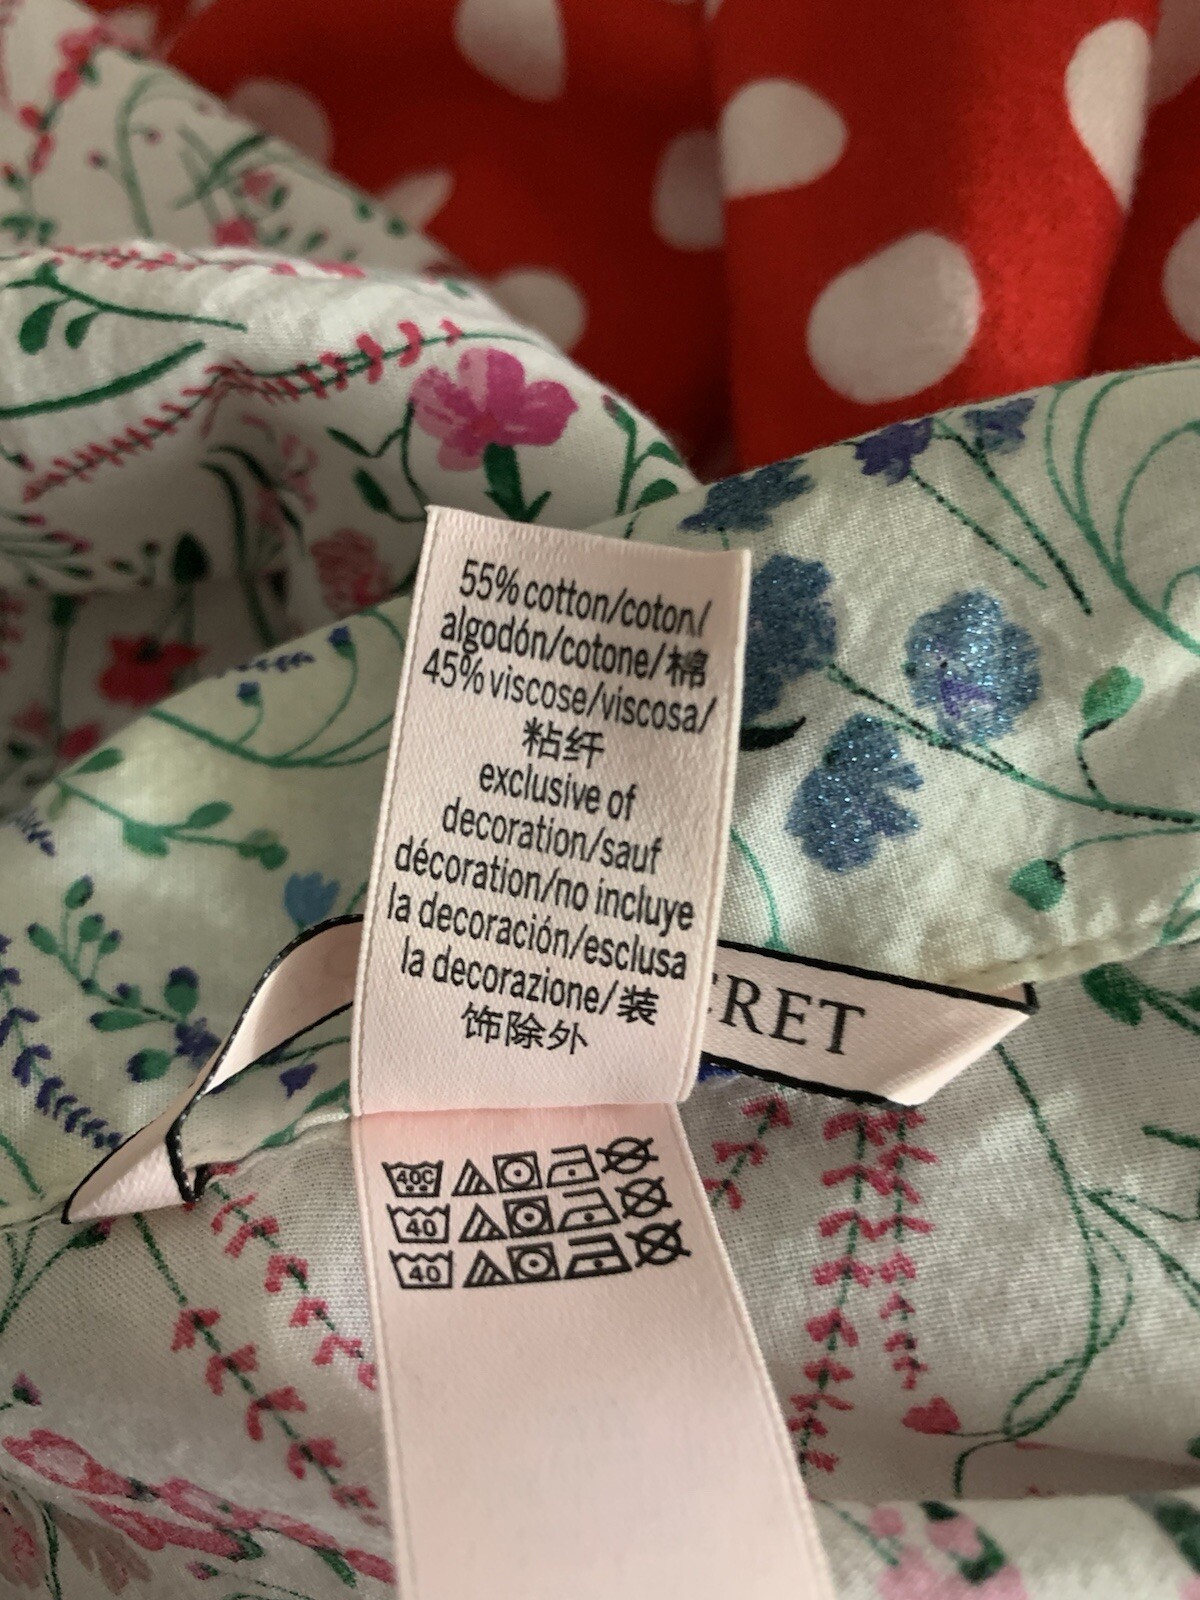 55% cotton/coton/
algodón/cotone/棉
45% viscose/viscosa/
粘纤
exclusive of
decoration/sauf
décoration/no incluye
la decoración/esclusa
la decorazione/装
饰除外
RET
40C
40
40